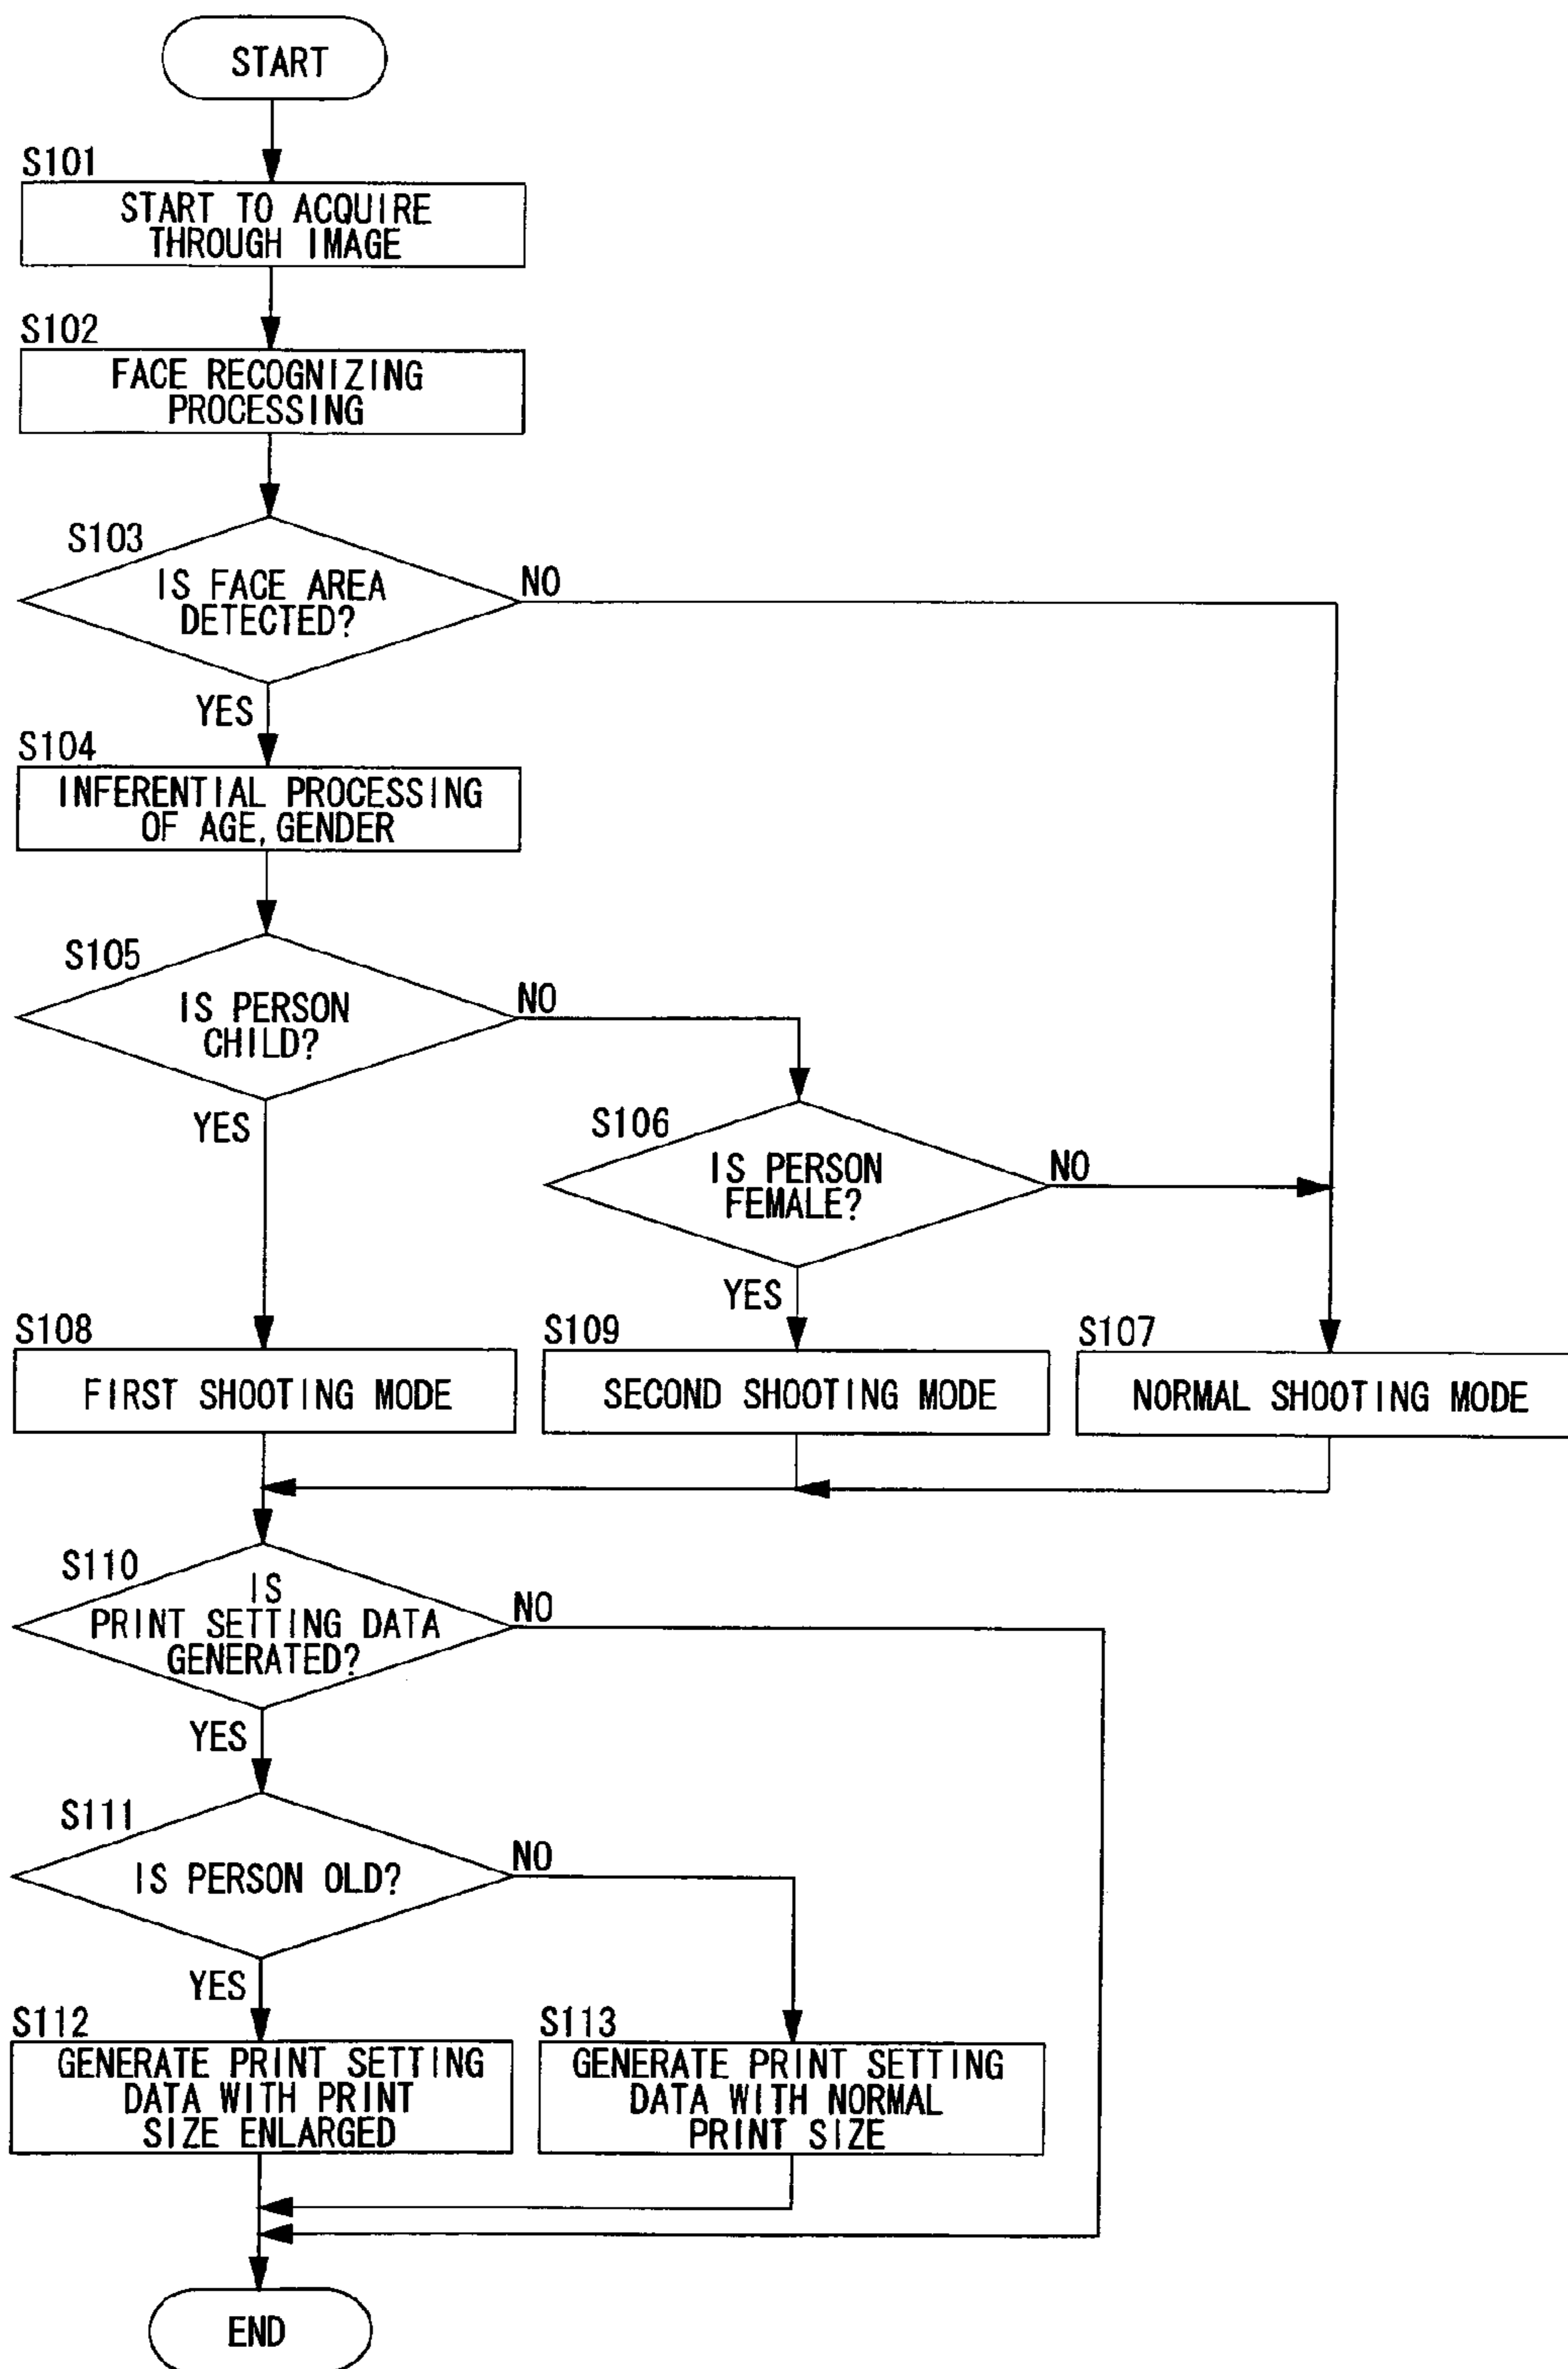 START
S101
START TO ACQUIRE
THROUGH IMAGE
S102
FACE RECOGNIZING
PROCESSING
S103
IS FACE AREA
DETECTED?
NO
YES
S104
INFERENTIAL PROCESSING
OF AGE, GENDER
S105
IS PERSON
CHILD?
NO
YES
S106
IS PERSON
FEMALE?
NO
YES
S108
FIRST SHOOTING MODE
S109
SECOND SHOOTING MODE
S107
NORMAL SHOOTING MODE
S110
IS
PRINT SETTING DATA
GENERATED?
NO
YES
S111
IS PERSON OLD?
NO
YES
S112
GENERATE PRINT SETTING
DATA WITH PRINT
SIZE ENLARGED
S113
GENERATE PRINT SETTING
DATA WITH NORMAL
PRINT SIZE
END